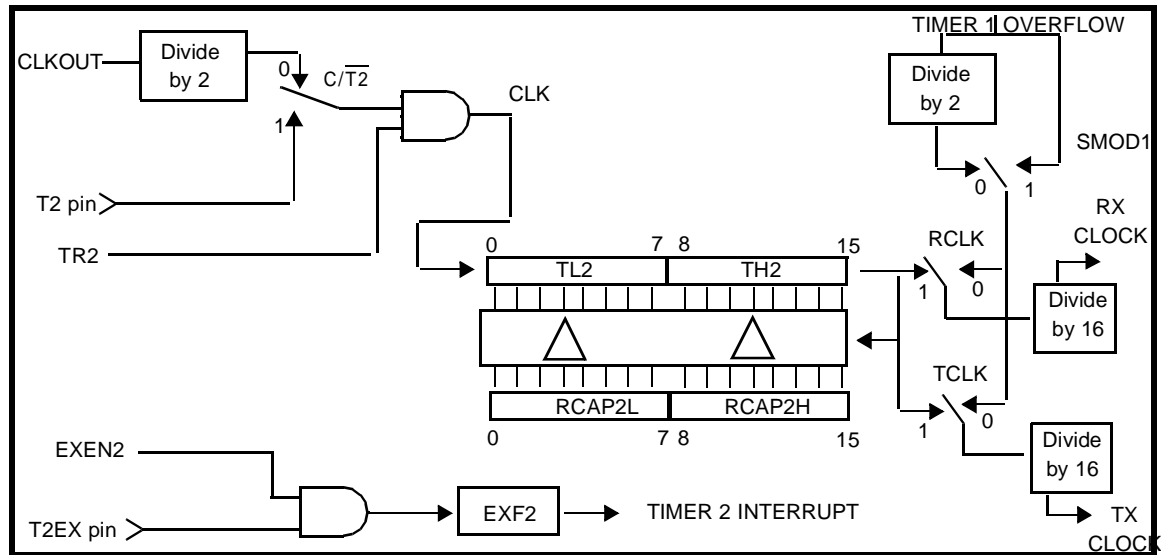 TIMER 1 OVERFLOW
CLKOUT
Divide
by 2
0
C/T2
1
CLK
Divide
by 2
SMOD1
0
1
T2 pin
TR2
RX
CLOCK
0
7
8
15
TL2
TH2
RCLK
1
0
Divide
by 16
RCAP2L
RCAP2H
0
7
8
15
TCLK
1
0
Divide
by 16
TX
CLOCK
EXEN2
T2EX pin
EXF2
TIMER 2 INTERRUPT